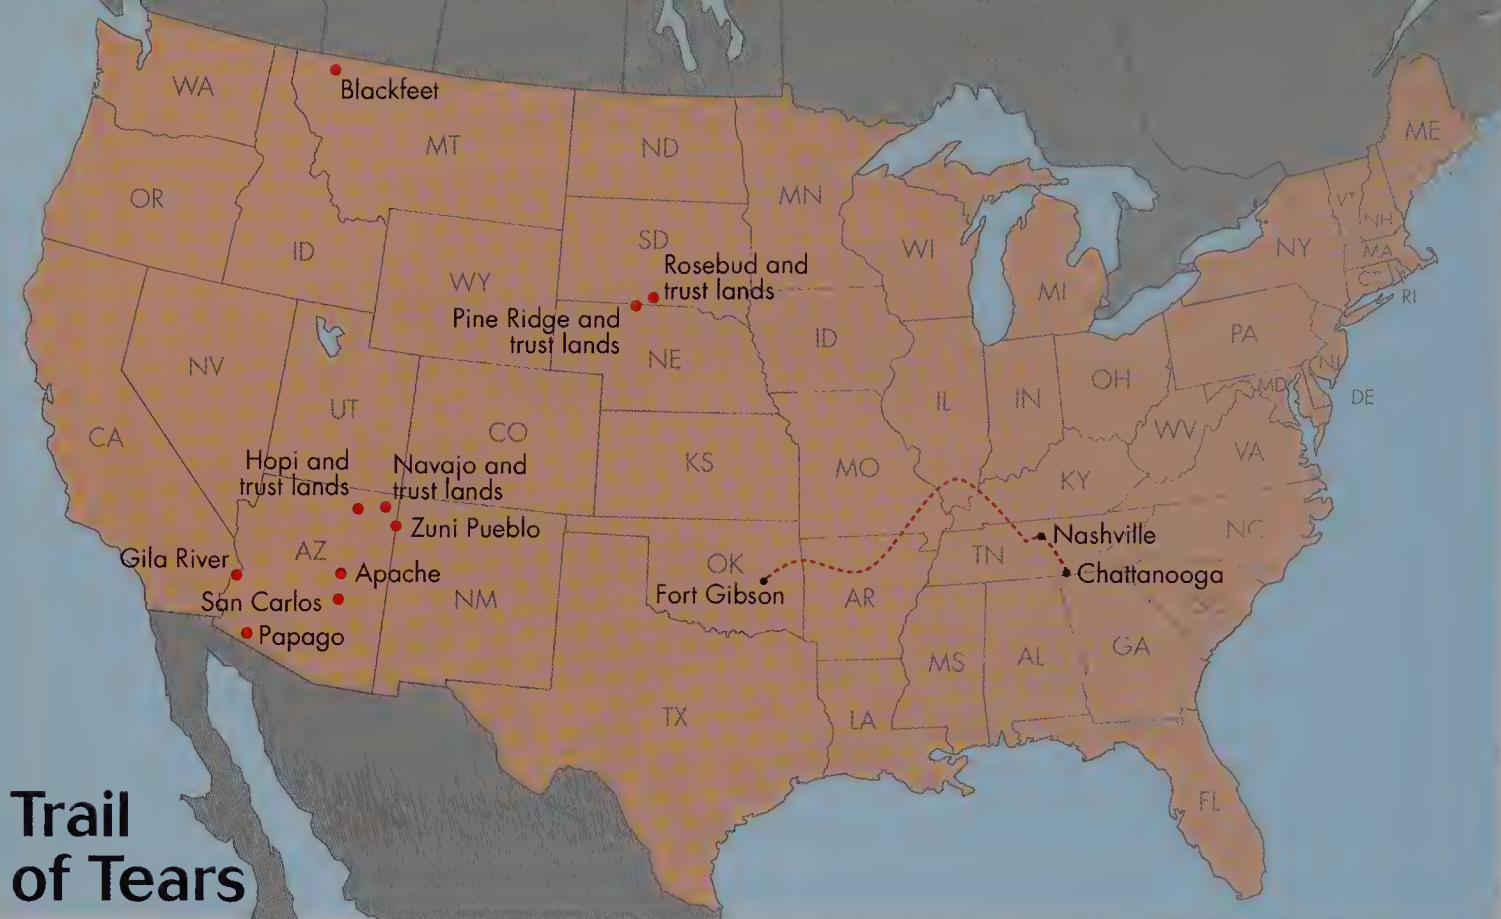 WA
Blackfeet
MT
ND
ME
OR
MN
VT
NH
ID
SD
WI
NY
MA
WY
Rosebud and
trust lands
MI
CT
RI
Pine Ridge and
trust lands
NE
ID
PA
NJ
NV
OH
MD
DE
UT
IL
IN
CA
CO
WV
VA
KS
MO
KY
Hopi and
trust lands
Navajo and
trust lands
Zuni Pueblo
Nashville
NC
Gila River
AZ
Apache
OK
TN
Chattanooga
San Carlos
NM
Fort Gibson
AR
SC
Papago
MS
AL
GA
TX
LA
FL
Trail
of Tears